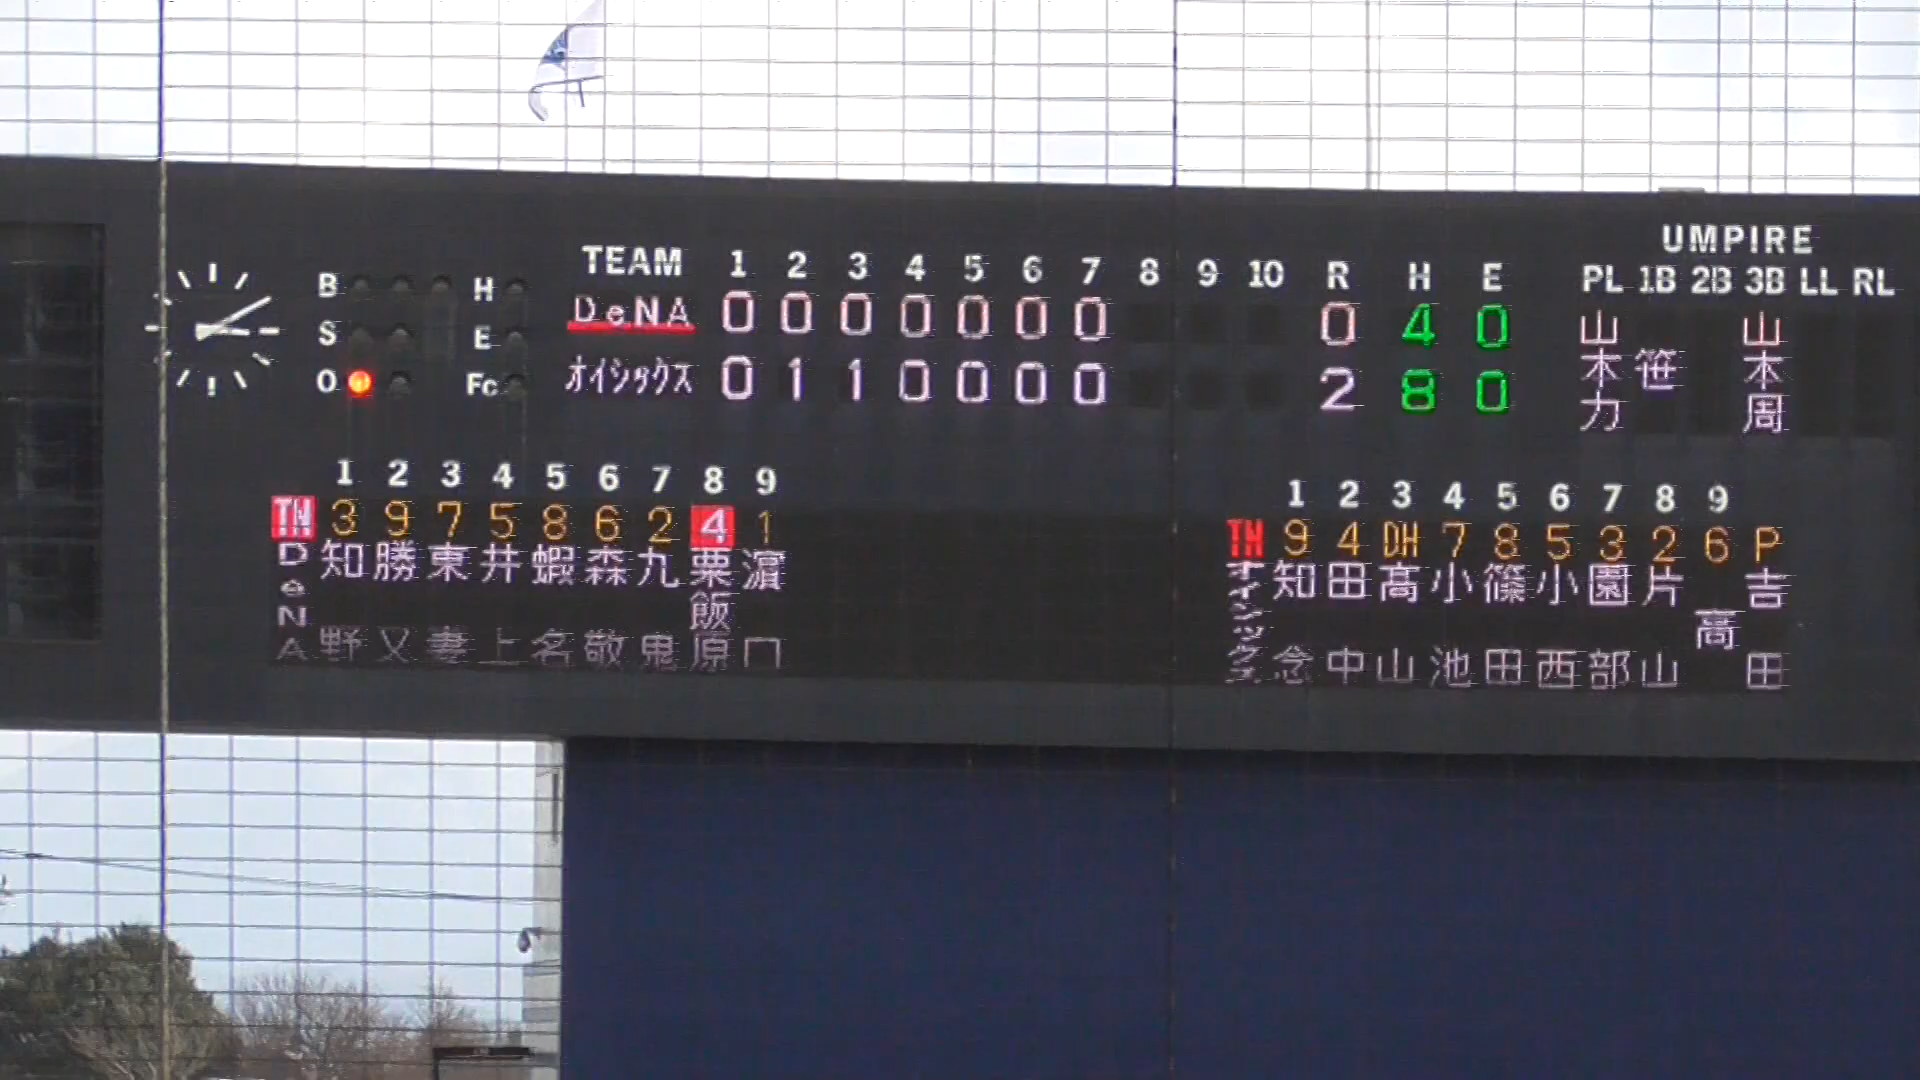 UMPIRE
TEAM 1 2 3 4 5 6 7 8 9 10 R H E PL 1B 2B 3B LL RL
B H
DeNA 0 0 0 0 0 0 0 0 4 0
S E
オイシックス 0 1 1 0 0 0 0 2 8 0
O Fc
山本力 笹 山本周
1 2 3 4 5 6 7 8 9
TM 3 9 7 5 8 6 2 4 1
DeNA 知野 勝又 東妻 井上 蝦名 森敬 九鬼 粟飯原 濵口
1 2 3 4 5 6 7 8 9
TM 9 4 DH 7 8 5 3 2 6 P
オイシックス 知念 田中 高山 小池 篠田 小西 園部 片山 高 吉田